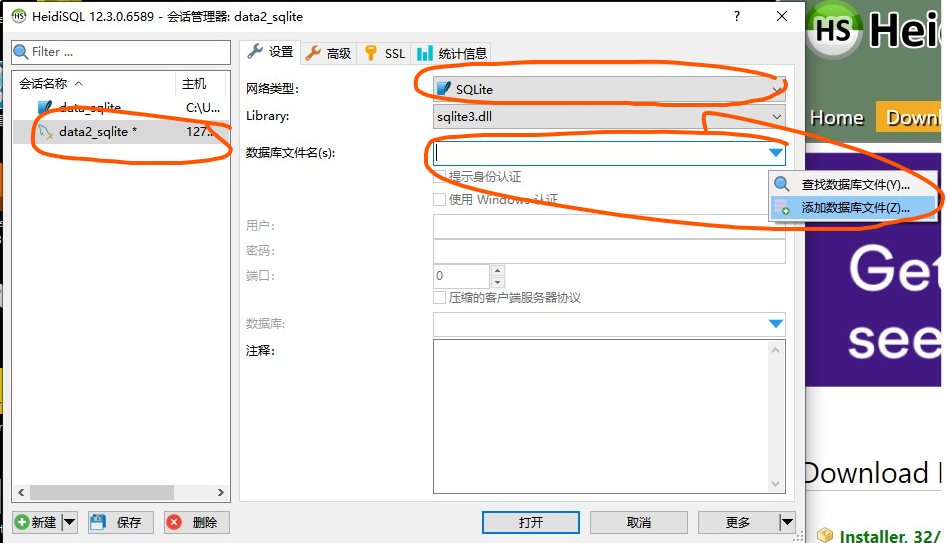 HS HeidiSQL 12.3.0.6589 - 会话管理器: data2_sqlite
?
Filter ...
会话名称
主机
data_sqlite
C:\U...
data2_sqlite *
127...
设置
高级
SSL
统计信息
网络类型:
SQLite
Library:
sqlite3.dll
数据库文件名(s):
提示身份认证
使用 Windows 认证
查找数据库文件(Y)...
添加数据库文件(Z)...
用户:
密码:
端口:
0
压缩的客户端服务器协议
数据库:
注释:
新建
保存
删除
打开
取消
更多
HS Hei
Home
Downl
Get
see
Download
Installer, 32/